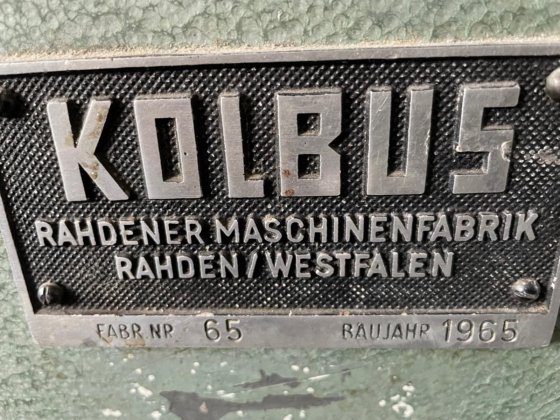 KOLBUS
RAHDENER MASCHINENFABRIK
RAHDEN/WESTFALEN
FABR.NR 65 BAUJAHR 1965